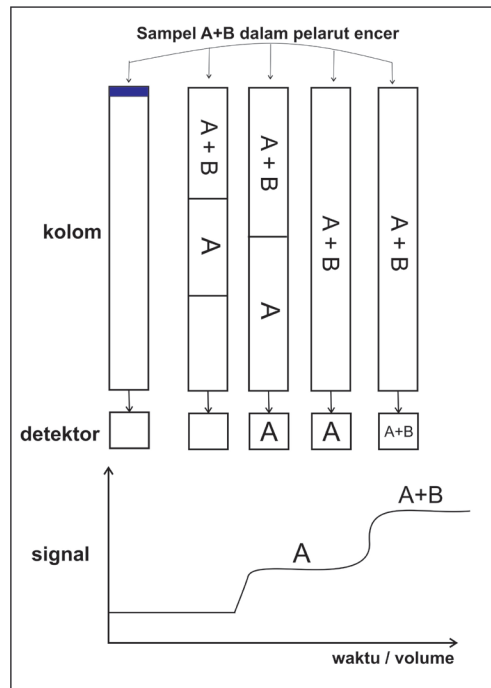 Sampel A+B dalam pelarut encer
A + B
A + B
A + B
A + B
kolom
A
A
detektor
A
A
A+B
A+B
signal
A
waktu / volume